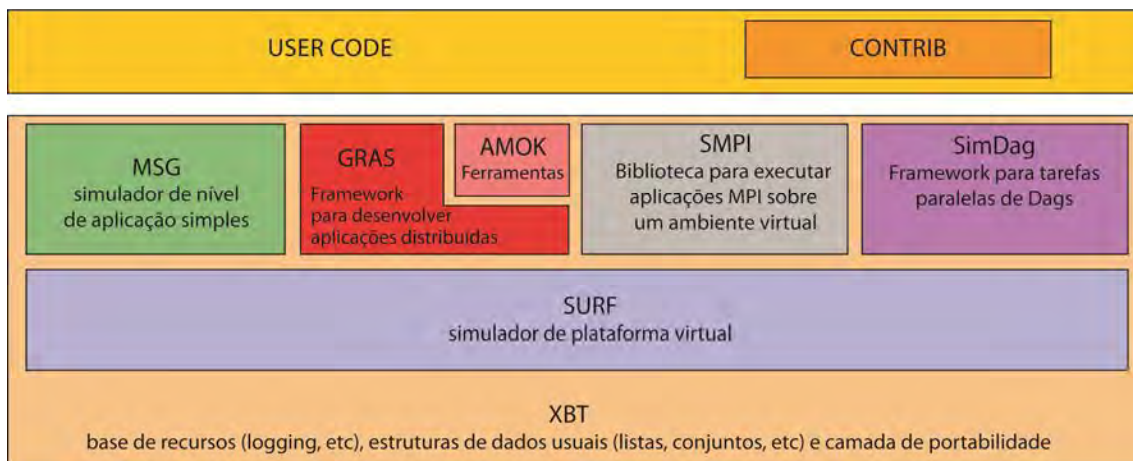 USER CODE
CONTRIB
MSG
simulador de nível
de aplicação simples
GRAS
Framework
para desenvolver
aplicações distribuídas
AMOK
Ferramentas
SMPI
Biblioteca para executar
aplicações MPI sobre
um ambiente virtual
SimDag
Framework para tarefas
paralelas de Dags
SURF
simulador de plataforma virtual
XBT
base de recursos (logging, etc), estruturas de dados usuais (listas, conjuntos, etc) e camada de portabilidade